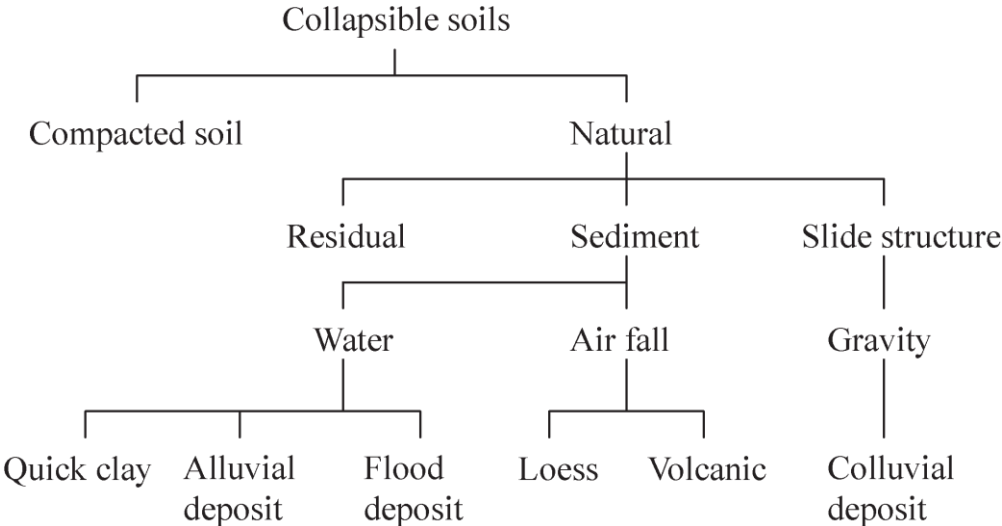 Collapsible soils
Compacted soil
Natural
Residual
Sediment
Slide structure
Water
Air fall
Gravity
Quick clay
Alluvial
deposit
Flood
deposit
Loess
Volcanic
Colluvial
deposit